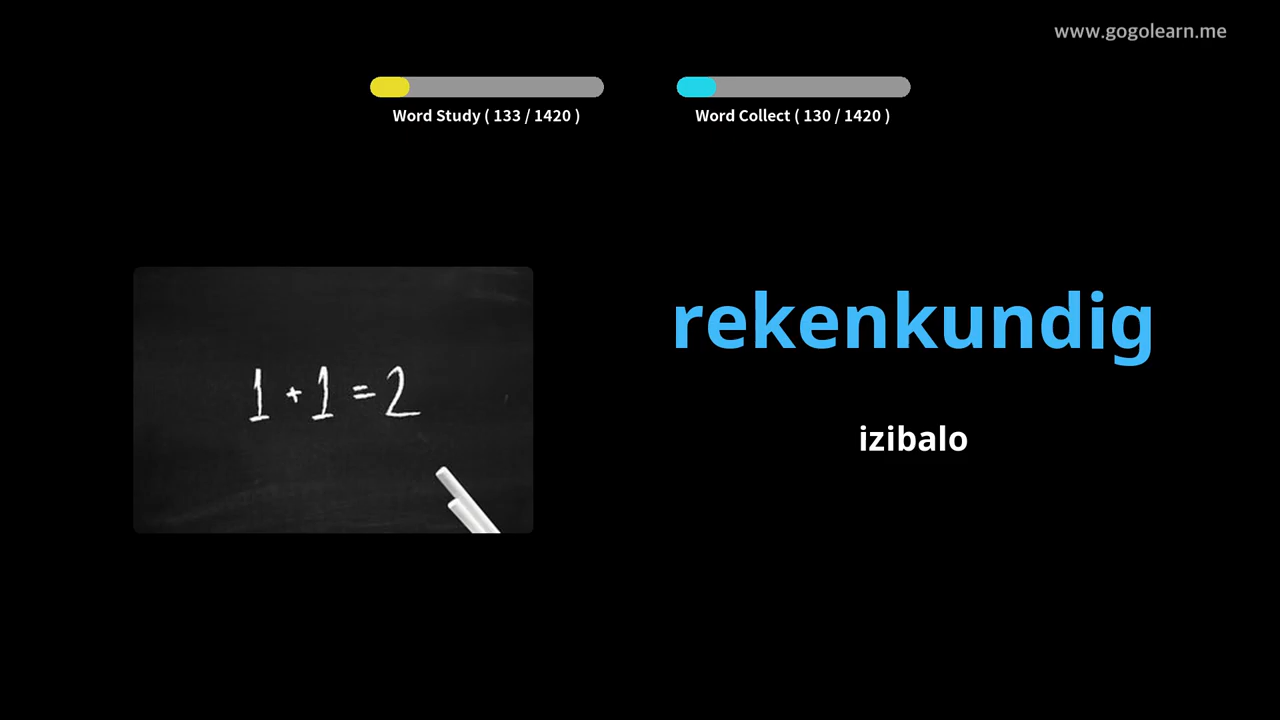 www.gogolearn.me
Word Study ( 133 / 1420 )
Word Collect ( 130 / 1420 )
1 + 1 = 2
rekenkundig
izibalo